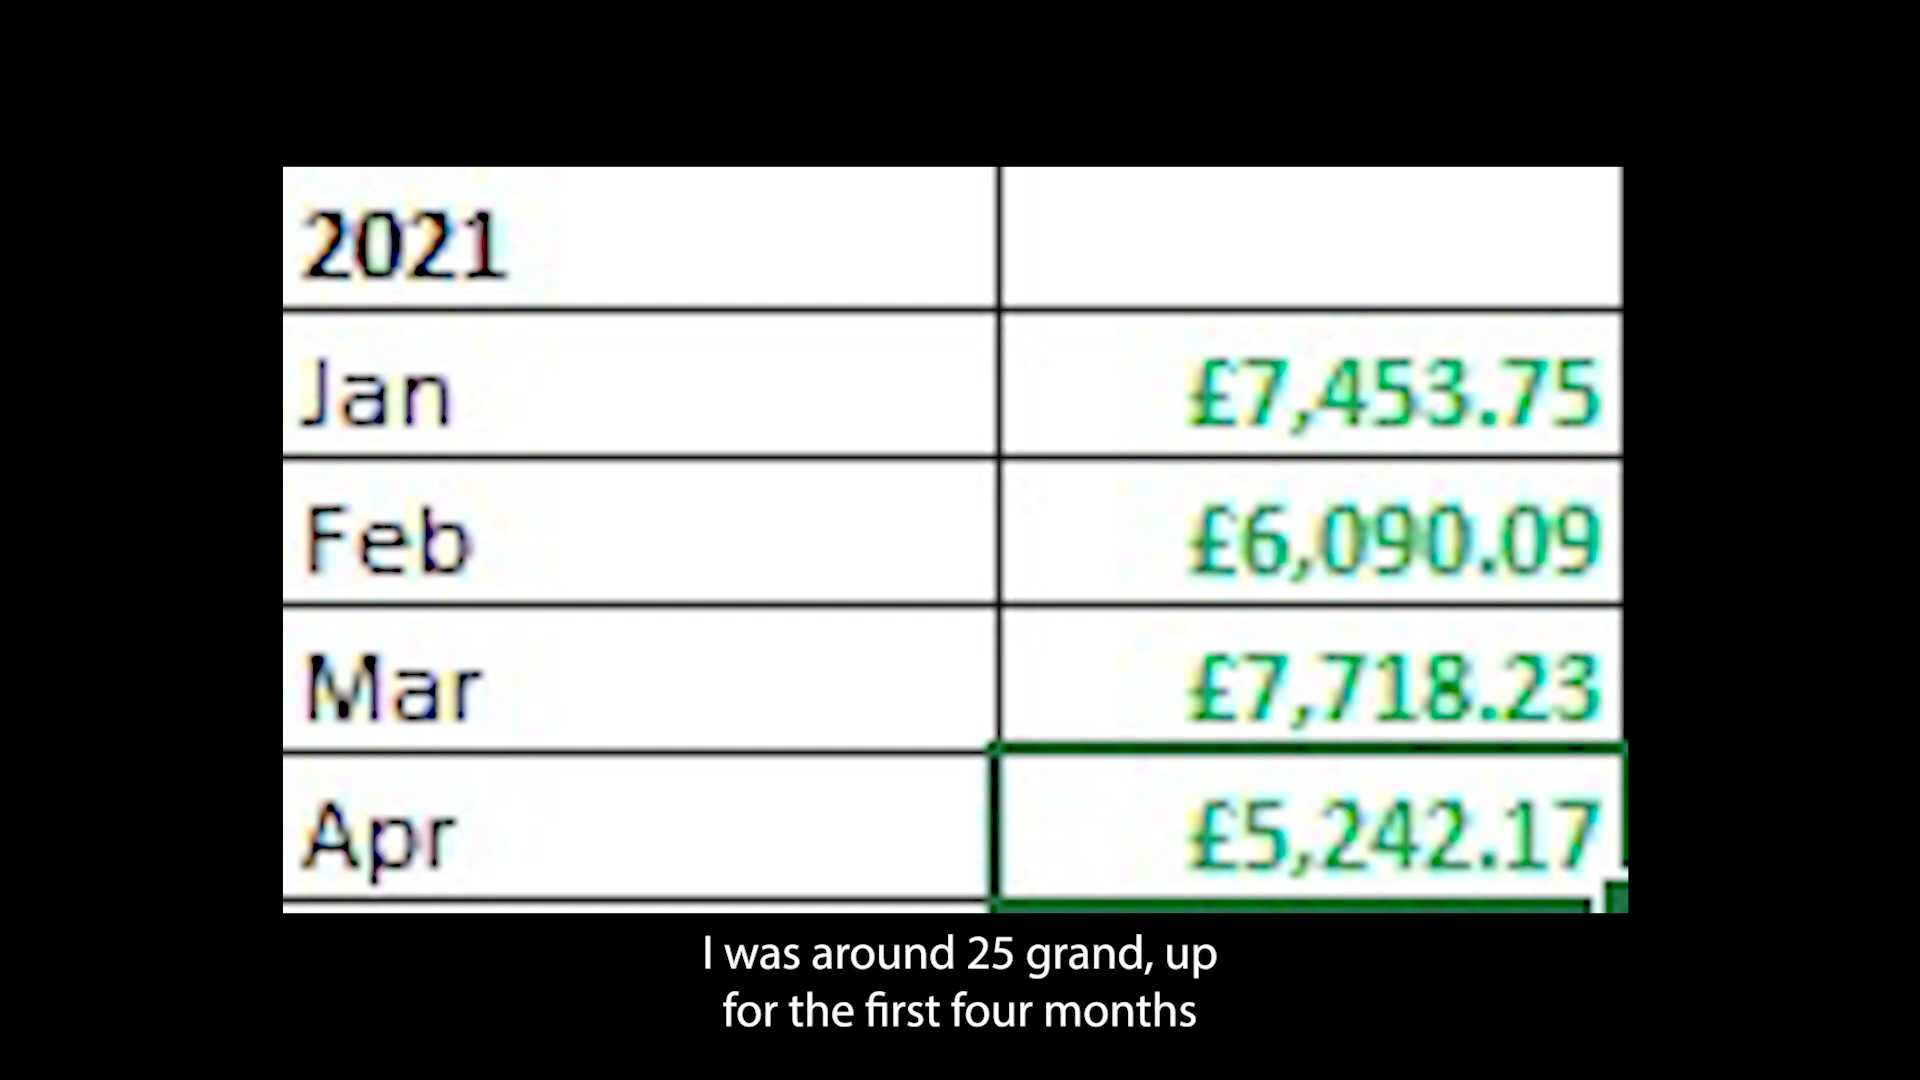 2021
Jan £7,453.75
Feb £6,090.09
Mar £7,718.23
Apr £5,242.17
I was around 25 grand, up
for the first four months